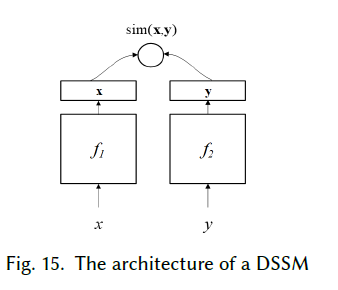 sim(x,y)
x y
f1 f2
x y
Fig. 15. The architecture of a DSSM